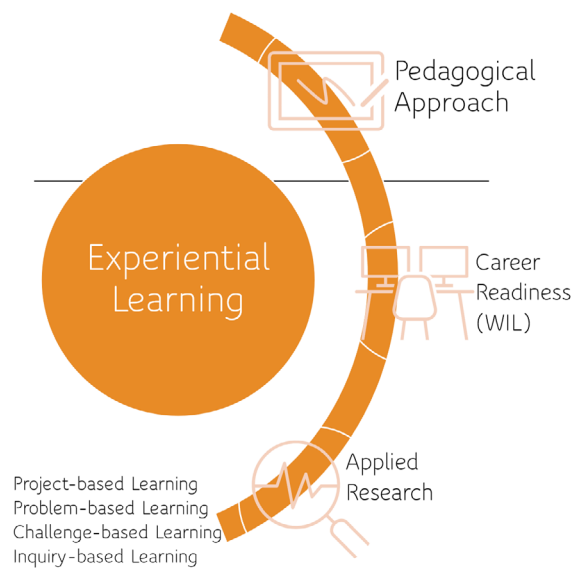 Pedagogical
Approach
Experiential
Learning
Career
Readiness
(WIL)
Applied
Research
Project-based Learning
Problem-based Learning
Challenge-based Learning
Inquiry-based Learning